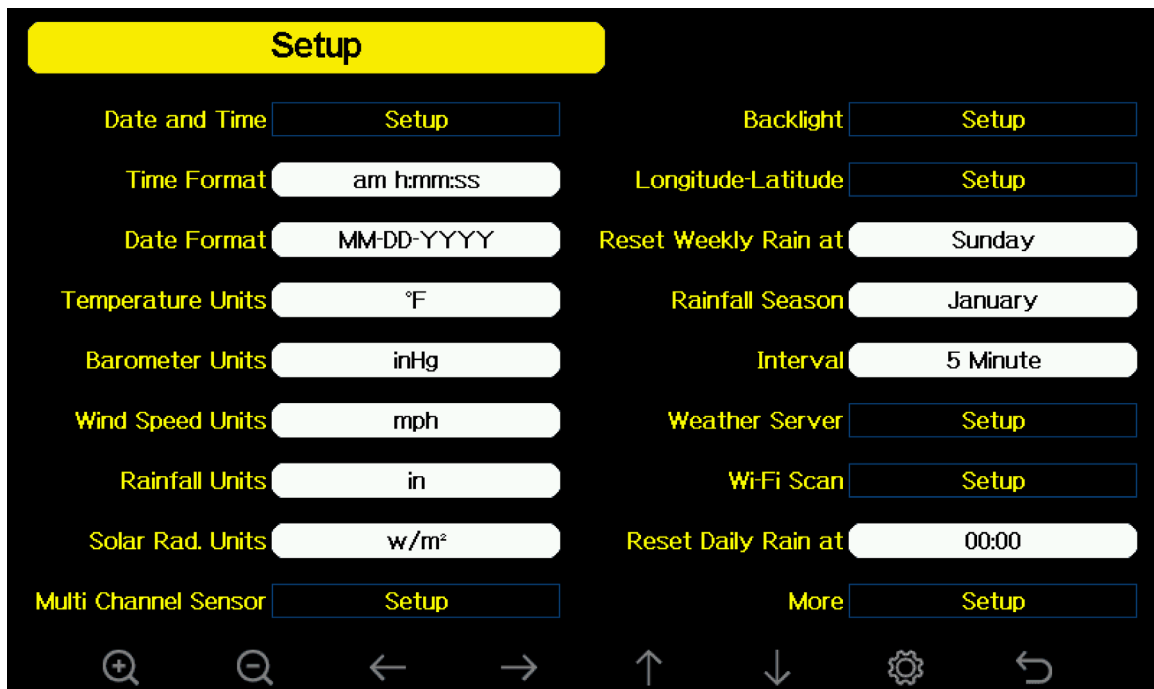 Setup
Date and Time Setup
Time Format am h:mm:ss
Date Format MM-DD-YYYY
Temperature Units °F
Barometer Units inHg
Wind Speed Units mph
Rainfall Units in
Solar Rad. Units w/m²
Multi Channel Sensor Setup
Backlight Setup
Longitude-Latitude Setup
Reset Weekly Rain at Sunday
Rainfall Season January
Interval 5 Minute
Weather Server Setup
Wi-Fi Scan Setup
Reset Daily Rain at 00:00
More Setup